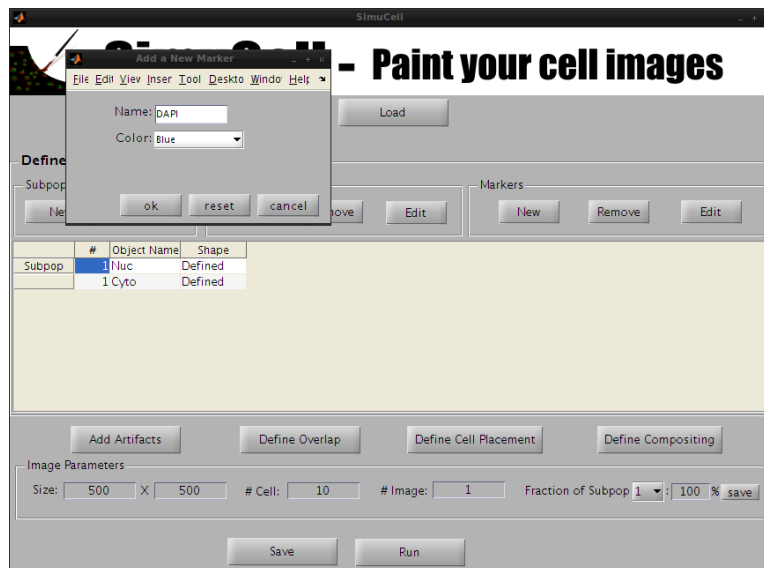 SimuCell
- Paint your cell images
Add a New Marker
File Edit Viev Inser Tool Deskto Windo Help
Name: DAPI
Color: Blue
ok reset cancel
Load
Define
Subpop
Markers
Ne
ove Edit
New Remove Edit
# Object Name Shape
Subpop 1 Nuc Defined
1 Cyto Defined
Add Artifacts Define Overlap Define Cell Placement Define Compositing
Image Parameters
Size: 500 X 500 # Cell: 10 # Image: 1 Fraction of Subpop 1 : 100 % save
Save Run